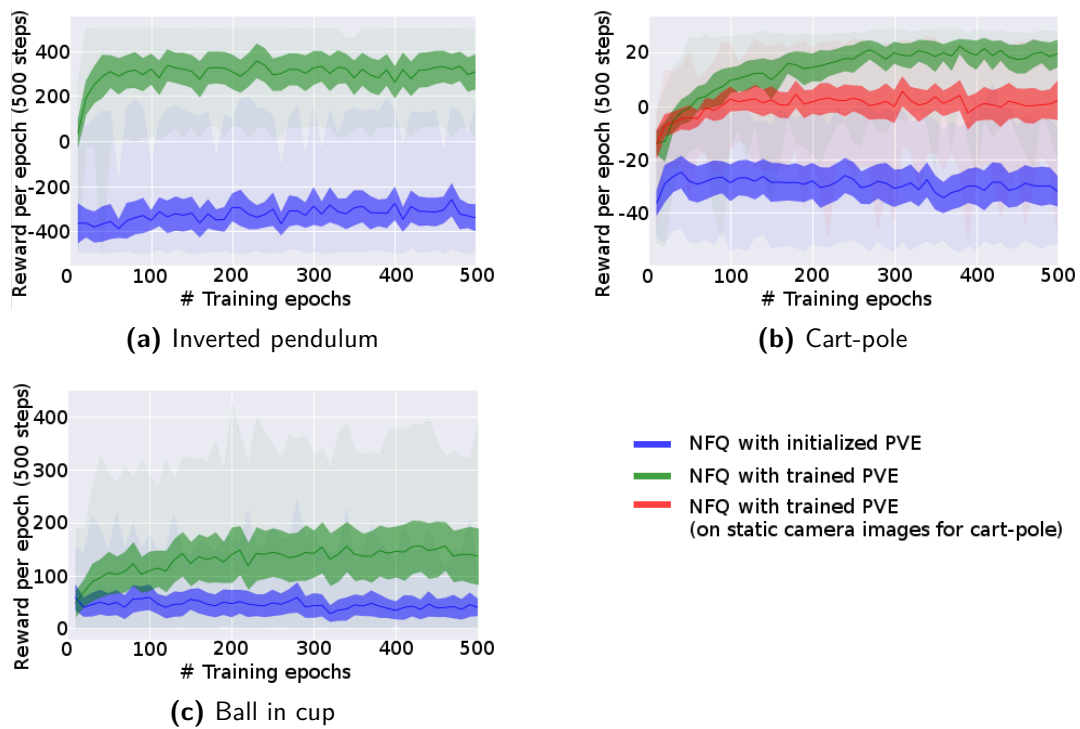 Reward per epoch (500 steps)
400
200
0
-200
-400
0 100 200 300 400 500
# Training epochs
(a) Inverted pendulum
Reward per epoch (500 steps)
20
0
-20
-40
0 100 200 300 400 500
# Training epochs
(b) Cart-pole
Reward per epoch (500 steps)
400
300
200
100
0
0 100 200 300 400 500
# Training epochs
(c) Ball in cup
NFQ with initialized PVE
NFQ with trained PVE
NFQ with trained PVE
(on static camera images for cart-pole)